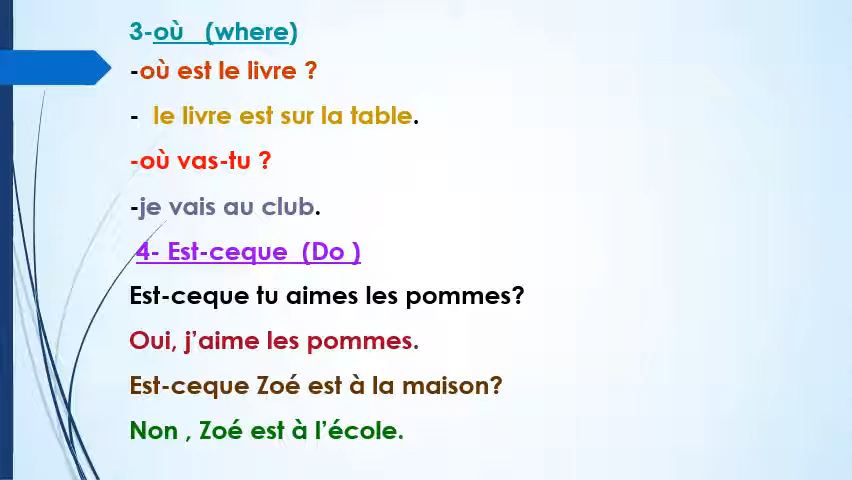 3-où (where)
-où est le livre ?
- le livre est sur la table.
-où vas-tu ?
-je vais au club.
4- Est-ceque (Do )
Est-ceque tu aimes les pommes?
Oui, j’aime les pommes.
Est-ceque Zoé est à la maison?
Non , Zoé est à l’école.